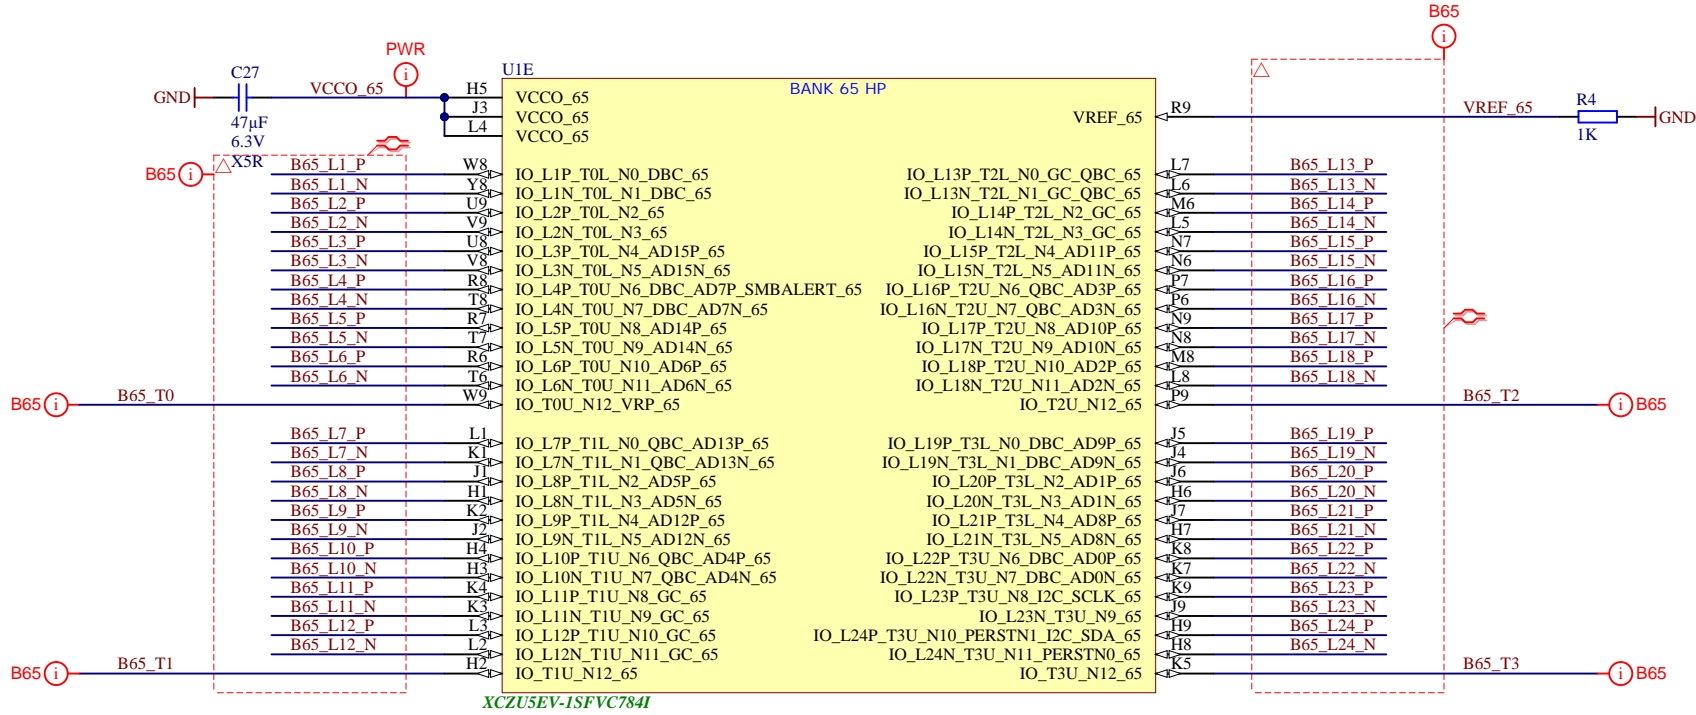 B65
i
PWR
i
C27
GND
VCCO_65
47µF
6.3V
X5R
U1E
BANK 65 HP
H5 VCCO_65
J3 VCCO_65
L4 VCCO_65
VREF_65 R9 VREF_65
R4
1K
GND
B65 i
B65_L1_P W8 IO_L1P_T0L_N0_DBC_65
B65_L1_N Y8 IO_L1N_T0L_N1_DBC_65
B65_L2_P U9 IO_L2P_T0L_N2_65
B65_L2_N V9 IO_L2N_T0L_N3_65
B65_L3_P U8 IO_L3P_T0L_N4_AD15P_65
B65_L3_N V8 IO_L3N_T0L_N5_AD15N_65
B65_L4_P R8 IO_L4P_T0U_N6_DBC_AD7P_SMBALERT_65
B65_L4_N T8 IO_L4N_T0U_N7_DBC_AD7N_65
B65_L5_P R7 IO_L5P_T0U_N8_AD14P_65
B65_L5_N T7 IO_L5N_T0U_N9_AD14N_65
B65_L6_P R6 IO_L6P_T0U_N10_AD6P_65
B65_L6_N T6 IO_L6N_T0U_N11_AD6N_65
B65 i B65_T0 W9 IO_T0U_N12_VRP_65
B65_L7_P L1 IO_L7P_T1L_N0_QBC_AD13P_65
B65_L7_N K1 IO_L7N_T1L_N1_QBC_AD13N_65
B65_L8_P J1 IO_L8P_T1L_N2_AD5P_65
B65_L8_N H1 IO_L8N_T1L_N3_AD5N_65
B65_L9_P K2 IO_L9P_T1L_N4_AD12P_65
B65_L9_N J2 IO_L9N_T1L_N5_AD12N_65
B65_L10_P H4 IO_L10P_T1U_N6_QBC_AD4P_65
B65_L10_N H3 IO_L10N_T1U_N7_QBC_AD4N_65
B65_L11_P K4 IO_L11P_T1U_N8_GC_65
B65_L11_N K3 IO_L11N_T1U_N9_GC_65
B65_L12_P L3 IO_L12P_T1U_N10_GC_65
B65_L12_N L2 IO_L12N_T1U_N11_GC_65
B65 i B65_T1 H2 IO_T1U_N12_65
IO_L13P_T2L_N0_GC_QBC_65 L7 B65_L13_P
IO_L13N_T2L_N1_GC_QBC_65 L6 B65_L13_N
IO_L14P_T2L_N2_GC_65 M6 B65_L14_P
IO_L14N_T2L_N3_GC_65 L5 B65_L14_N
IO_L15P_T2L_N4_AD11P_65 N7 B65_L15_P
IO_L15N_T2L_N5_AD11N_65 N6 B65_L15_N
IO_L16P_T2U_N6_QBC_AD3P_65 P7 B65_L16_P
IO_L16N_T2U_N7_QBC_AD3N_65 P6 B65_L16_N
IO_L17P_T2U_N8_AD10P_65 N9 B65_L17_P
IO_L17N_T2U_N9_AD10N_65 N8 B65_L17_N
IO_L18P_T2U_N10_AD2P_65 M8 B65_L18_P
IO_L18N_T2U_N11_AD2N_65 L8 B65_L18_N
IO_T2U_N12_65 P9 B65_T2 i B65
IO_L19P_T3L_N0_DBC_AD9P_65 J5 B65_L19_P
IO_L19N_T3L_N1_DBC_AD9N_65 J4 B65_L19_N
IO_L20P_T3L_N2_AD1P_65 J6 B65_L20_P
IO_L20N_T3L_N3_AD1N_65 H6 B65_L20_N
IO_L21P_T3L_N4_AD8P_65 J7 B65_L21_P
IO_L21N_T3L_N5_AD8N_65 H7 B65_L21_N
IO_L22P_T3U_N6_DBC_AD0P_65 K8 B65_L22_P
IO_L22N_T3U_N7_DBC_AD0N_65 K7 B65_L22_N
IO_L23P_T3U_N8_I2C_SCLK_65 K9 B65_L23_P
IO_L23N_T3U_N9_65 J9 B65_L23_N
IO_L24P_T3U_N10_PERSTN1_I2C_SDA_65 H9 B65_L24_P
IO_L24N_T3U_N11_PERSTN0_65 H8 B65_L24_N
IO_T3U_N12_65 K5 B65_T3 i B65
XCZU5EV-1SFVC784I